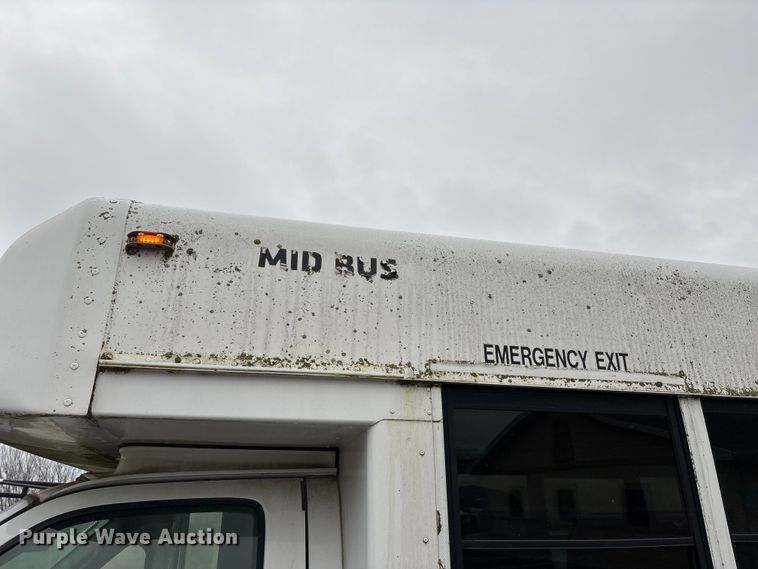 MID BUS
EMERGENCY EXIT
Purple Wave Auction